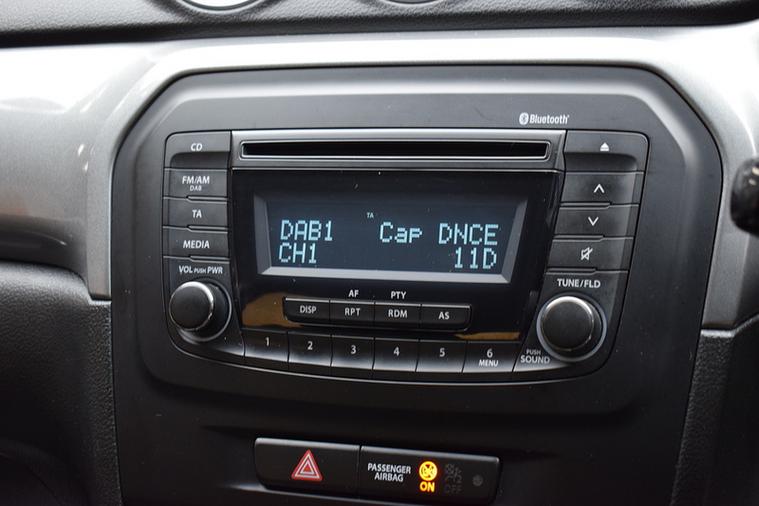 Bluetooth
CD
FM/AM
DAB
TA
MEDIA
VOL PUSH PWR
TA
DAB1 Cap DNCE
CH1 11D
AF PTY
DISP RPT RDM AS
1 2 3 4 5 6
MENU
TUNE/FLD
PUSH
SOUND
PASSENGER
AIRBAG
ON
OFF